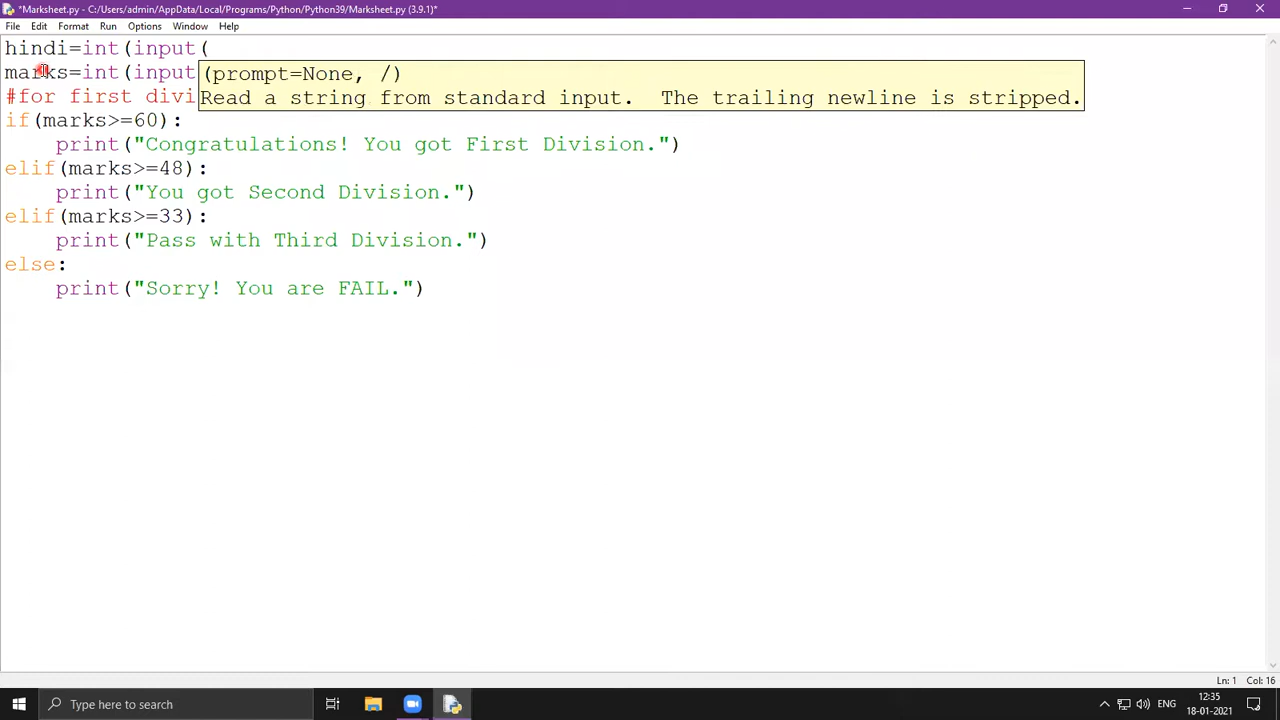 *Marksheet.py - C:/Users/admin/AppData/Local/Programs/Python/Python39/Marksheet.py (3.9.1)*
File Edit Format Run Options Window Help
hindi=int(input(
marks=int(input
(prompt=None, /)
#for first divi
Read a string from standard input.  The trailing newline is stripped.
if(marks>=60):
    print("Congratulations! You got First Division.")
elif(marks>=48):
    print("You got Second Division.")
elif(marks>=33):
    print("Pass with Third Division.")
else:
    print("Sorry! You are FAIL.")
Ln: 1 Col: 16
Type here to search
ENG
12:35
18-01-2021